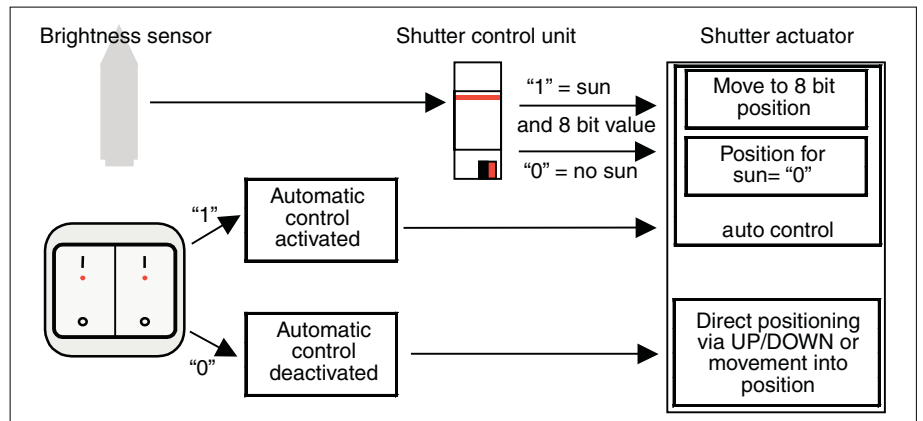 Brightness sensor
Shutter control unit
Shutter actuator
“1” = sun
and 8 bit value
“0” = no sun
Move to 8 bit
position
Position for
sun= “0”
auto control
“1”
Automatic
control
activated
“0”
Automatic
control
deactivated
Direct positioning
via UP/DOWN or
movement into
position